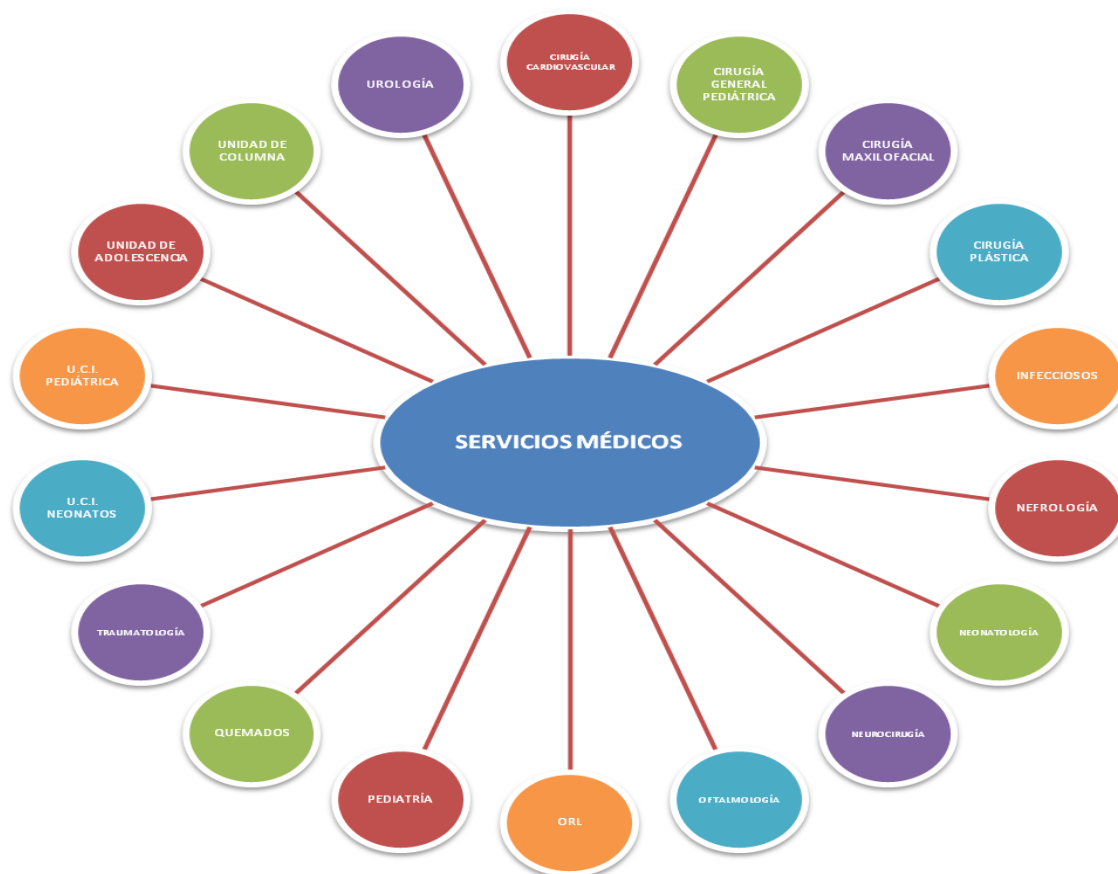 CIRUGÍA
CARDIOVASCULAR
CIRUGÍA
GENERAL
PEDIÁTRICA
CIRUGÍA
MAXILOFACIAL
CIRUGÍA
PLÁSTICA
INFECCIOSOS
NEFROLOGÍA
NEONATOLOGÍA
NEUROCIRUGÍA
OFTALMOLOGÍA
ORL
PEDIATRÍA
QUEMADOS
TRAUMATOLOGÍA
U.C.I.
NEONATOS
U.C.I.
PEDIÁTRICA
UNIDAD DE
ADOLESCENCIA
UNIDAD DE
COLUMNA
UROLOGÍA
SERVICIOS MÉDICOS